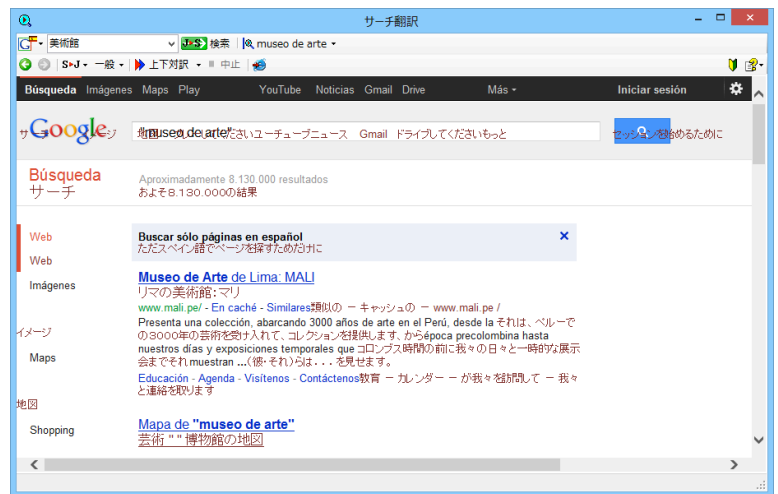 サーチ翻訳
G 美術館 J▸S 検索 museo de arte
S▸J 一般 上下対訳 中止
Búsqueda Imágenes Maps Play YouTube Noticias Gmail Drive Más Iniciar sesión
Google "museo de arte"
ださいユーチューブニュース Gmail ドライブしてくださいもっと
セッションを始めるために
Búsqueda
サーチ
Aproximadamente 8.130.000 resultados
およそ8.130.000の結果
Web
Web
Imágenes
イメージ
Maps
地図
Shopping
Buscar sólo páginas en español
ただスペイン語でページを探すためだけに
Museo de Arte de Lima: MALI
リマの美術館:マリ
www.mali.pe/ - En caché - Similares類似の ー キャッシュの ー www.mali.pe /
Presenta una colección, abarcando 3000 años de arte en el Perú, desde la それは、ペルーで
の3000年の芸術を受け入れて、コレクションを提供します、からépoca precolombina hasta
nuestros días y exposiciones temporales que コロンブス時間の前に我々の日々と一時的な展示
会までそれ muestran ...(彼・それ)らは・・・を見せます。
Educación - Agenda - Visítenos - Contáctenos教育 ー カレンダー ー が我々を訪問して ー 我々
と連絡を取ります
Mapa de "museo de arte"
芸術 " " 博物館の地図